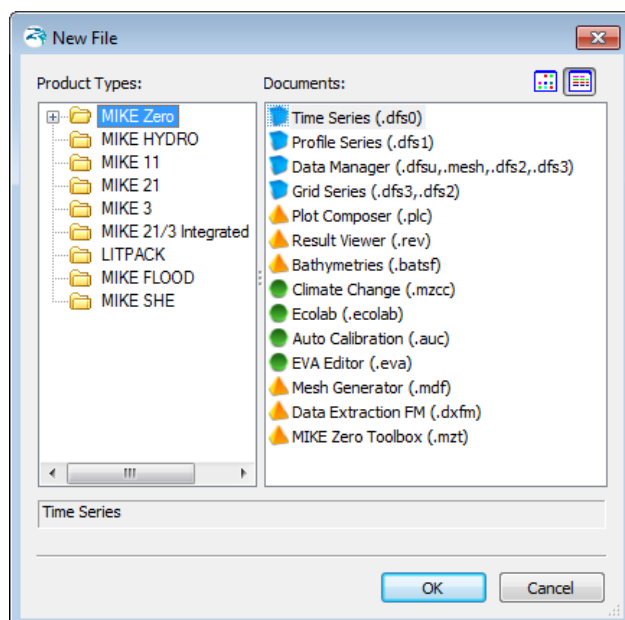 New File
Product Types:
Documents:
MIKE Zero
MIKE HYDRO
MIKE 11
MIKE 21
MIKE 3
MIKE 21/3 Integrated
LITPACK
MIKE FLOOD
MIKE SHE
Time Series (.dfs0)
Profile Series (.dfs1)
Data Manager (.dfsu,.mesh,.dfs2,.dfs3)
Grid Series (.dfs3,.dfs2)
Plot Composer (.plc)
Result Viewer (.rev)
Bathymetries (.batsf)
Climate Change (.mzcc)
Ecolab (.ecolab)
Auto Calibration (.auc)
EVA Editor (.eva)
Mesh Generator (.mdf)
Data Extraction FM (.dxfm)
MIKE Zero Toolbox (.mzt)
Time Series
OK
Cancel